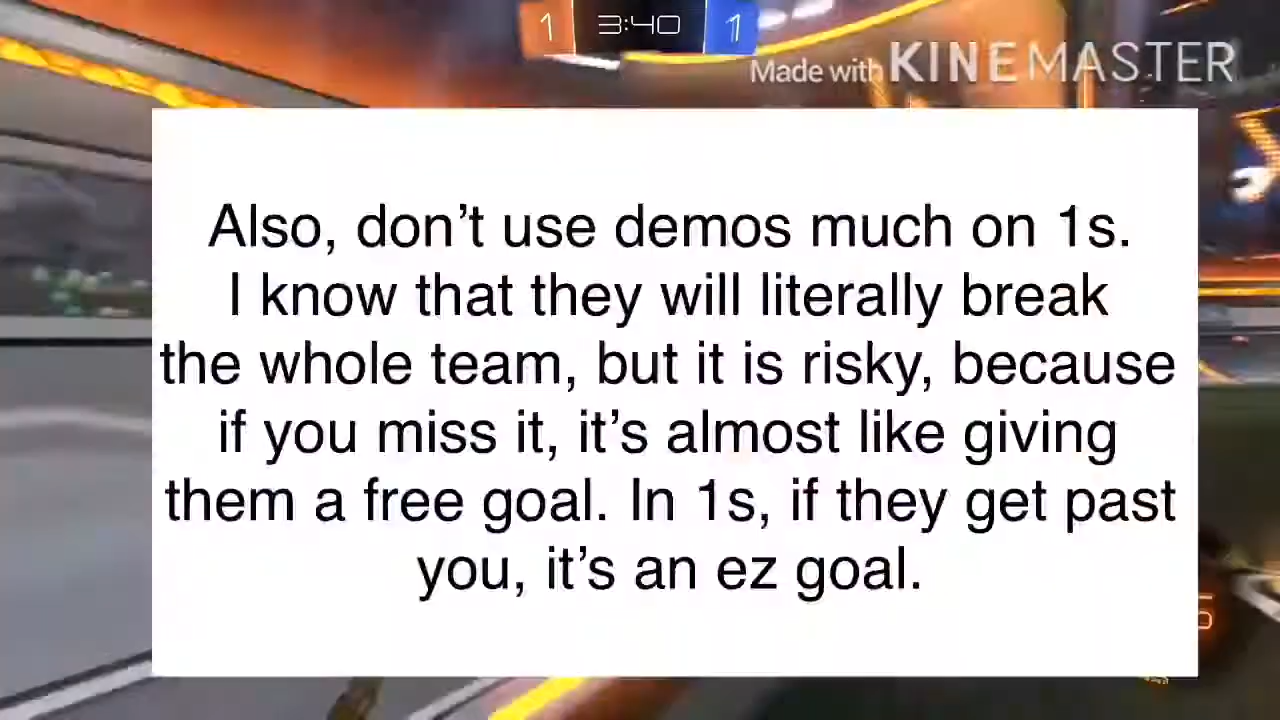 1 3:40 1
Made with KINEMASTER
Also, don’t use demos much on 1s.
I know that they will literally break
the whole team, but it is risky, because
if you miss it, it’s almost like giving
them a free goal. In 1s, if they get past
you, it’s an ez goal.